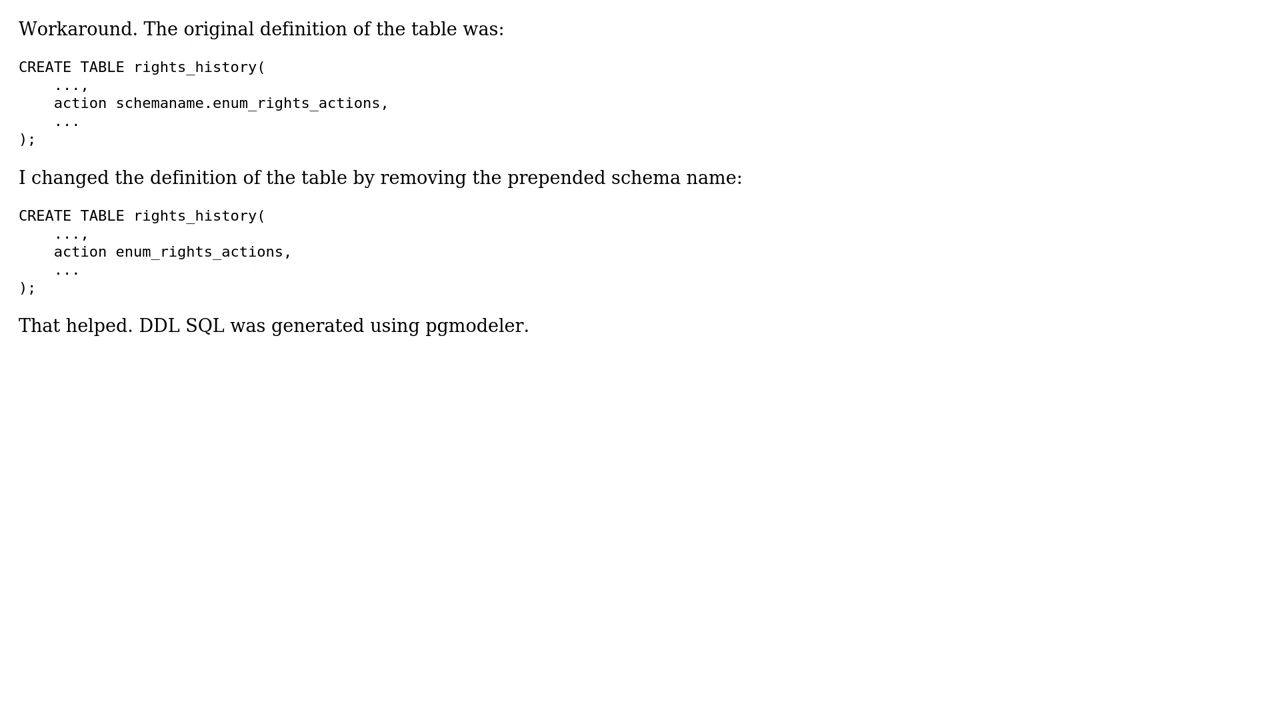 Workaround. The original definition of the table was:
CREATE TABLE rights_history(
    ...,
    action schemaname.enum_rights_actions,
    ...
);
I changed the definition of the table by removing the prepended schema name:
CREATE TABLE rights_history(
    ...,
    action enum_rights_actions,
    ...
);
That helped. DDL SQL was generated using pgmodeler.